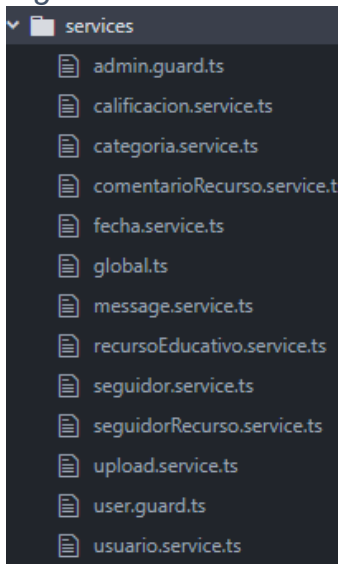 services
admin.guard.ts
calificacion.service.ts
categoria.service.ts
comentarioRecurso.service.t
fecha.service.ts
global.ts
message.service.ts
recursoEducativo.service.ts
seguidor.service.ts
seguidorRecurso.service.ts
upload.service.ts
user.guard.ts
usuario.service.ts